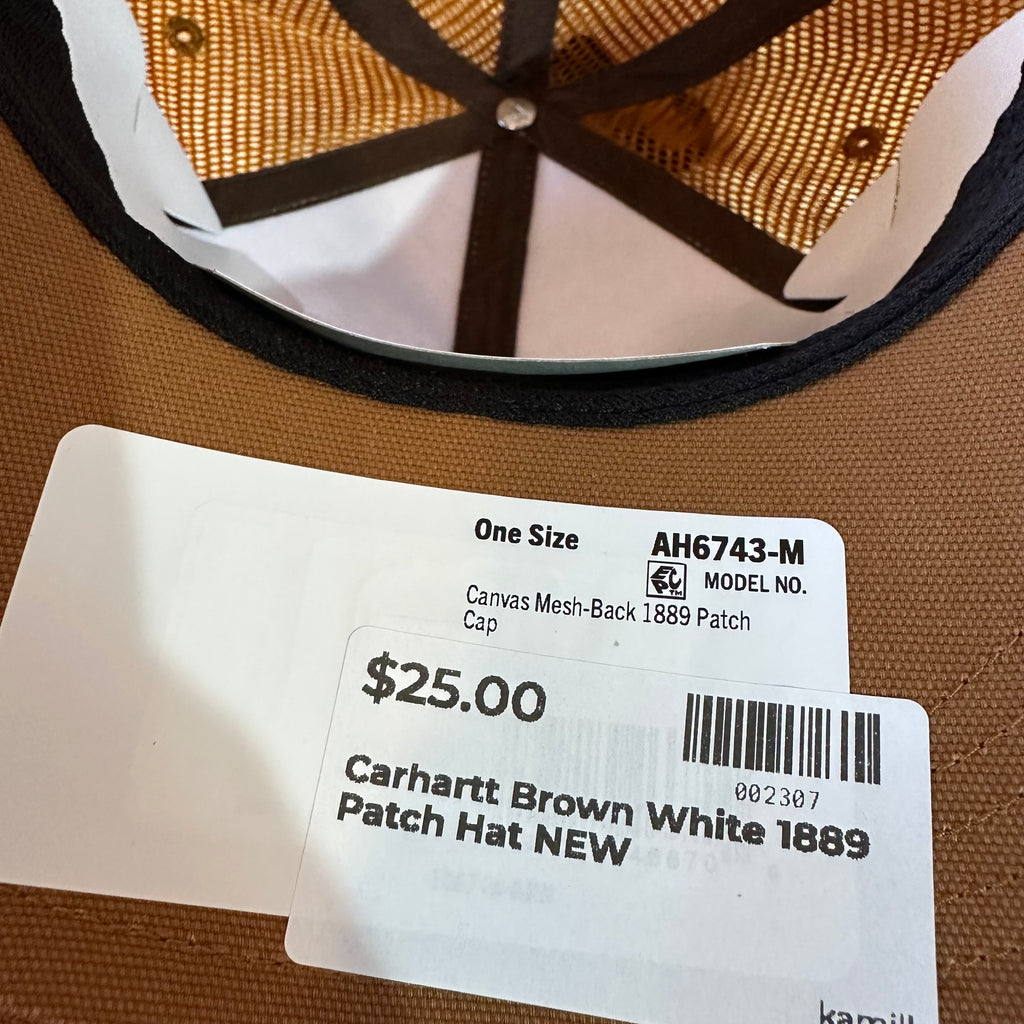 One Size
AH6743-M
MODEL NO.
Canvas Mesh-Back 1889 Patch
Cap
$25.00
002307
Carhartt Brown White 1889
Patch Hat NEW